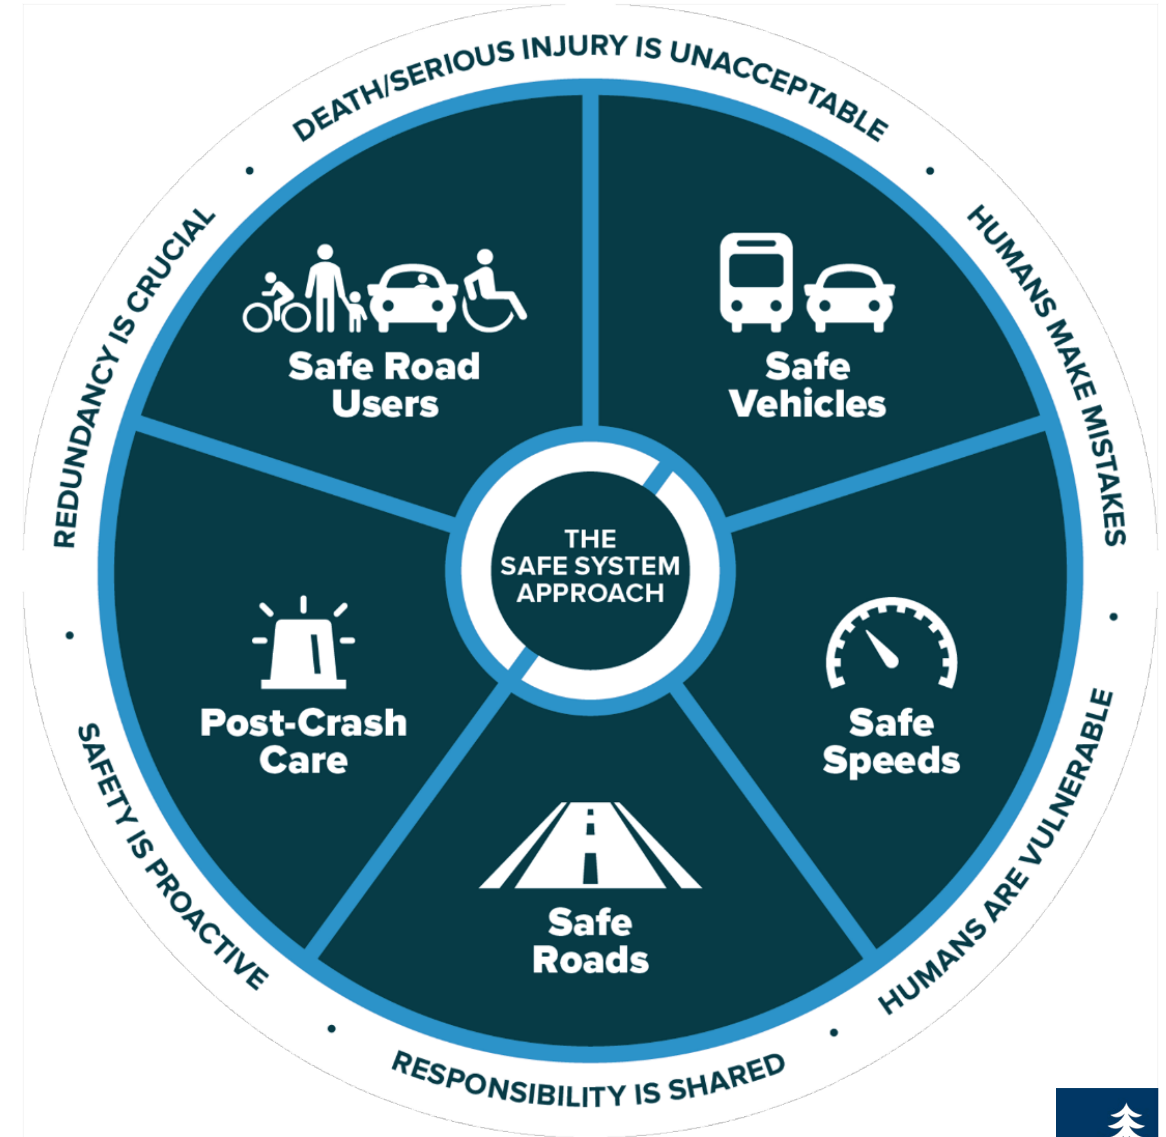 DEATH/SERIOUS INJURY IS UNACCEPTABLE
HUMANS MAKE MISTAKES
HUMANS ARE VULNERABLE
RESPONSIBILITY IS SHARED
SAFETY IS PROACTIVE
REDUNDANCY IS CRUCIAL
Safe Road
Users
Safe
Vehicles
Safe
Speeds
Safe
Roads
Post-Crash
Care
THE
SAFE SYSTEM
APPROACH